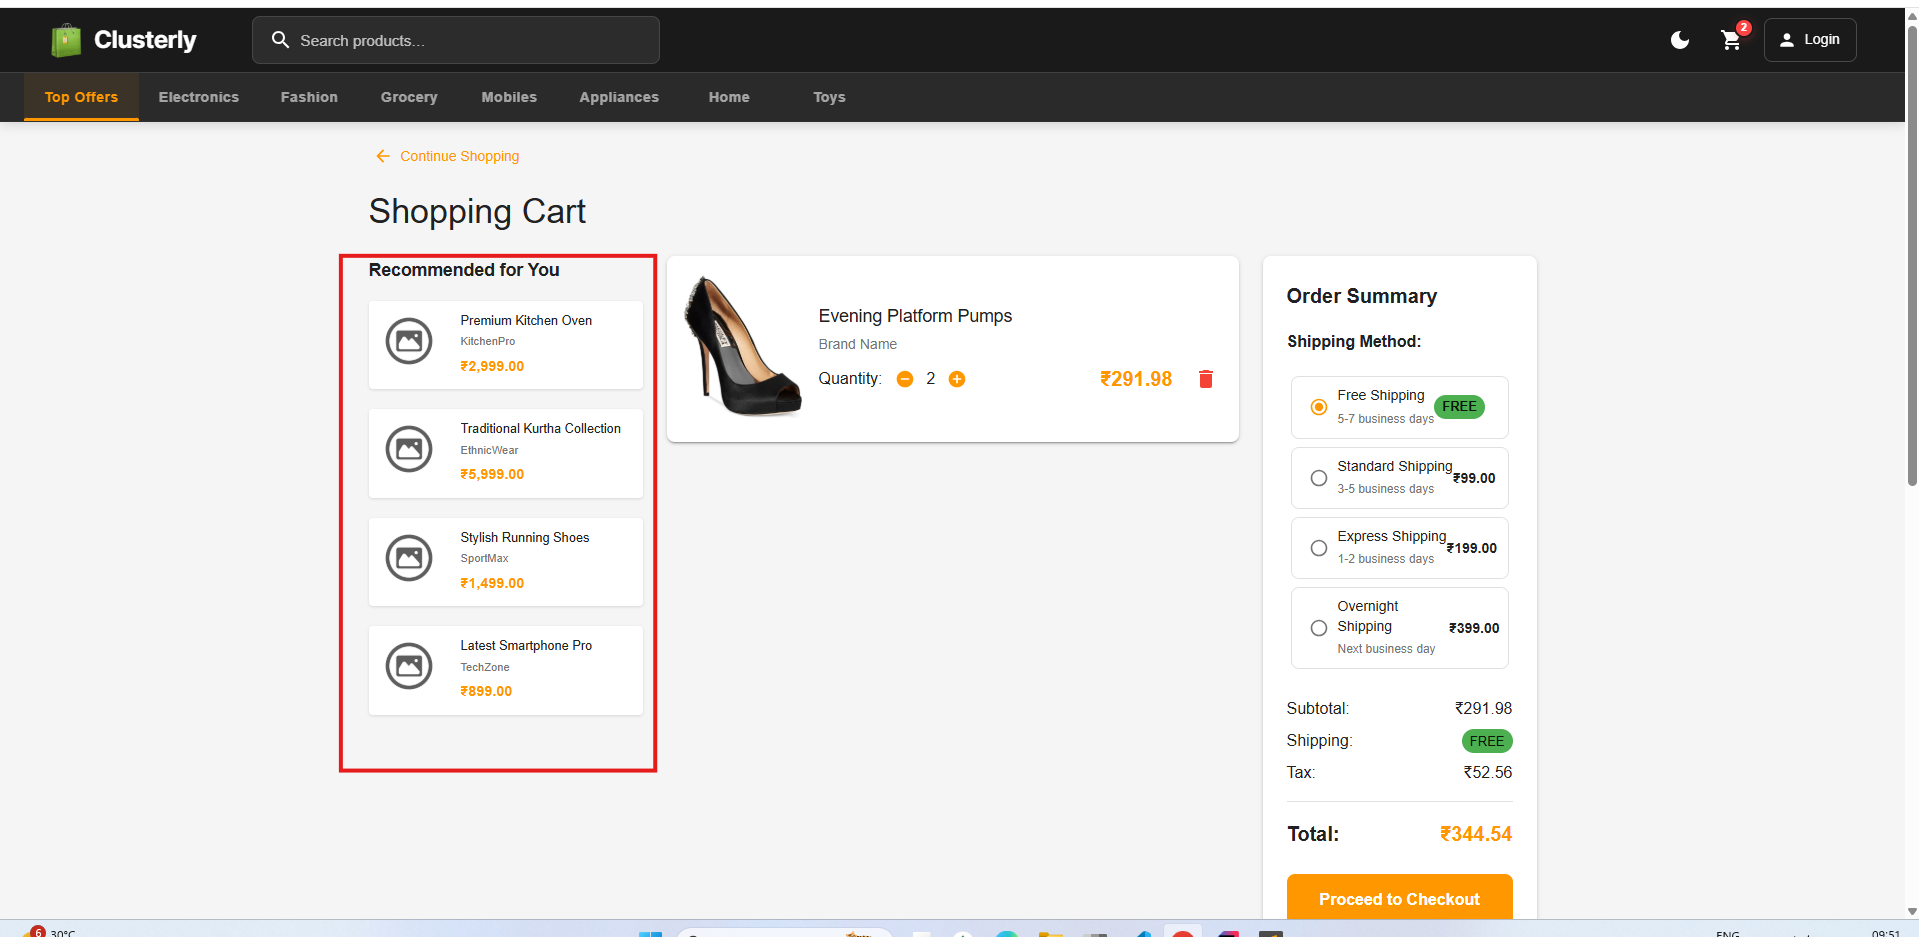 Clusterly
Search products...
2
Login
Top Offers
Electronics
Fashion
Grocery
Mobiles
Appliances
Home
Toys
Continue Shopping
Shopping Cart
Recommended for You
Premium Kitchen Oven
KitchenPro
₹2,999.00
Traditional Kurtha Collection
EthnicWear
₹5,999.00
Stylish Running Shoes
SportMax
₹1,499.00
Latest Smartphone Pro
TechZone
₹899.00
Evening Platform Pumps
Brand Name
Quantity: 2
₹291.98
Order Summary
Shipping Method:
Free Shipping
5-7 business days
FREE
Standard Shipping
3-5 business days
₹99.00
Express Shipping
1-2 business days
₹199.00
Overnight
Shipping
Next business day
₹399.00
Subtotal: ₹291.98
Shipping: FREE
Tax: ₹52.56
Total: ₹344.54
Proceed to Checkout
6
30°C
ENG
09:51